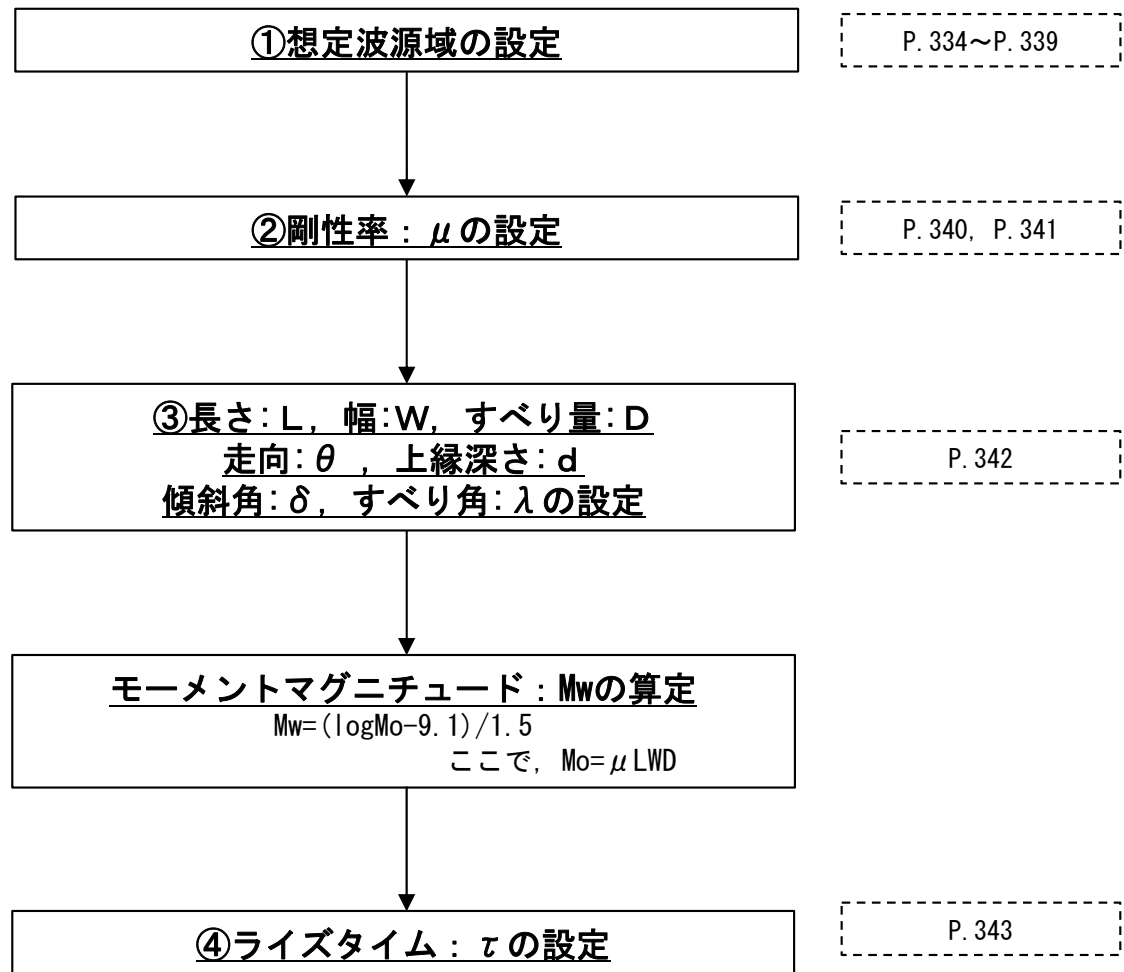 ①想定波源域の設定
P.334～P.339
②剛性率：μの設定
P.340, P.341
③長さ:Ｌ, 幅:Ｗ, すべり量:Ｄ
走向:θ , 上縁深さ:ｄ
傾斜角:δ, すべり角:λの設定
P.342
モーメントマグニチュード：Mwの算定
Mw=(logMo-9.1)/1.5
ここで, Mo=μLWD
④ライズタイム：τの設定
P.343